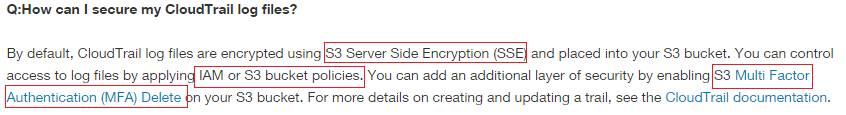 Q:How can I secure my CloudTrail log files?
By default, CloudTrail log files are encrypted using S3 Server Side Encryption (SSE) and placed into your S3 bucket. You can control
access to log files by applying IAM or S3 bucket policies. You can add an additional layer of security by enabling S3 Multi Factor
Authentication (MFA) Delete on your S3 bucket. For more details on creating and updating a trail, see the CloudTrail documentation.